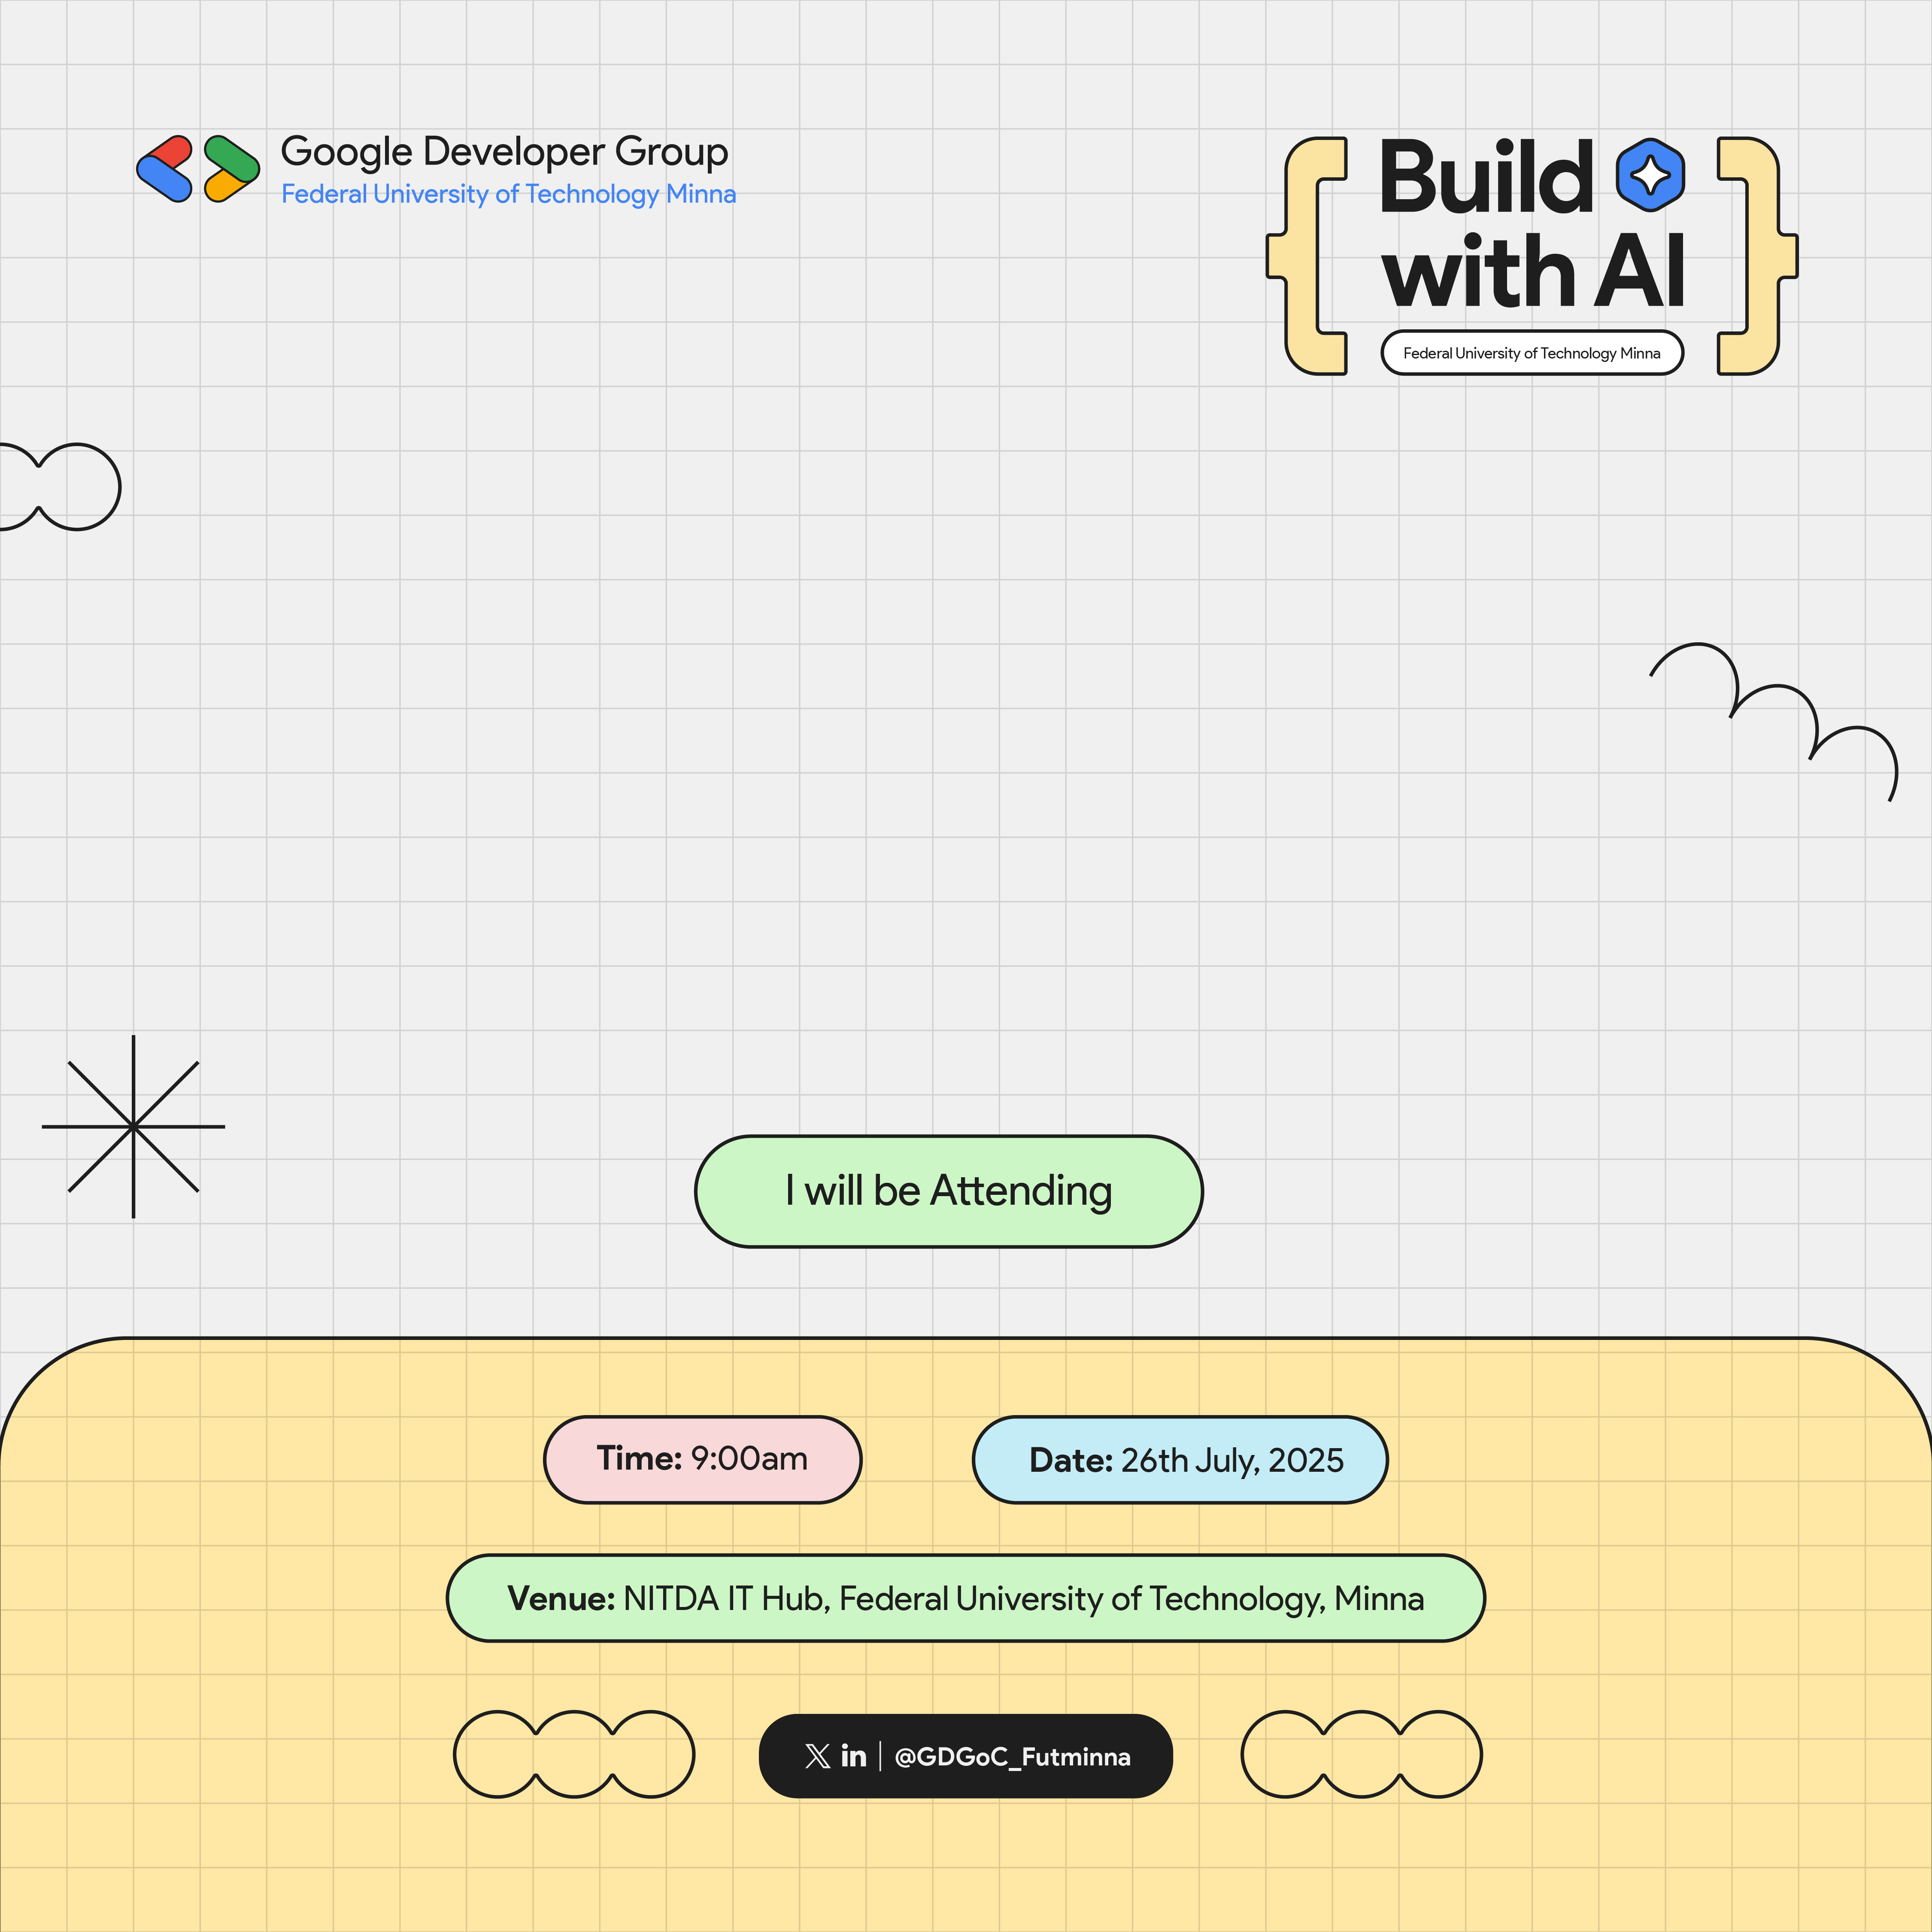 Google Developer Group
Federal University of Technology Minna
Build
with AI
Federal University of Technology Minna
I will be Attending
Time: 9:00am
Date: 26th July, 2025
Venue: NITDA IT Hub, Federal University of Technology, Minna
X in | @GDGoC_Futminna